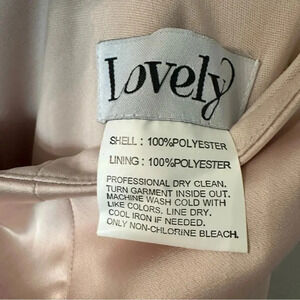 Lovely
SHELL : 100%POLYESTER
LINING : 100%POLYESTER
PROFESSIONAL DRY CLEAN.
TURN GARMENT INSIDE OUT.
MACHINE WASH COLD WITH
LIKE COLORS. LINE DRY.
COOL IRON IF NEEDED.
ONLY NON-CHLORINE BLEACH.